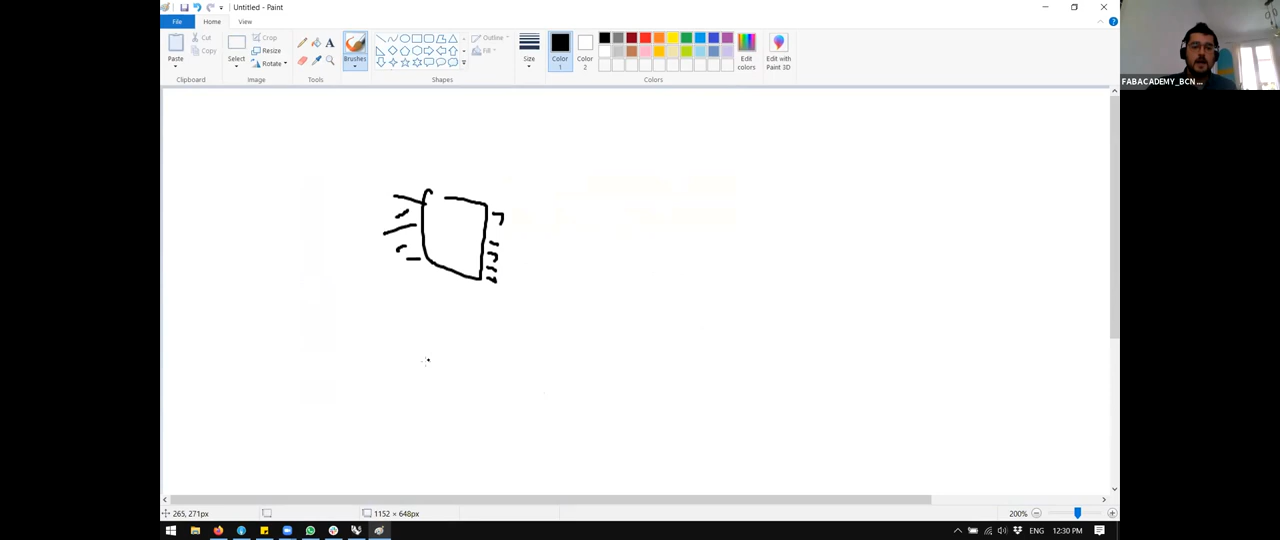 Untitled - Paint
File
Home
View
Paste
Cut
Copy
Clipboard
Select
Crop
Resize
Rotate
Image
A
Tools
Brushes
Outline
Fill
Shapes
Size
Color 1
Color 2
Edit colors
Colors
Edit with Paint 3D
FABACADEMY_BCN ...
265, 271px
1152 × 648px
200%
ENG
12:30 PM